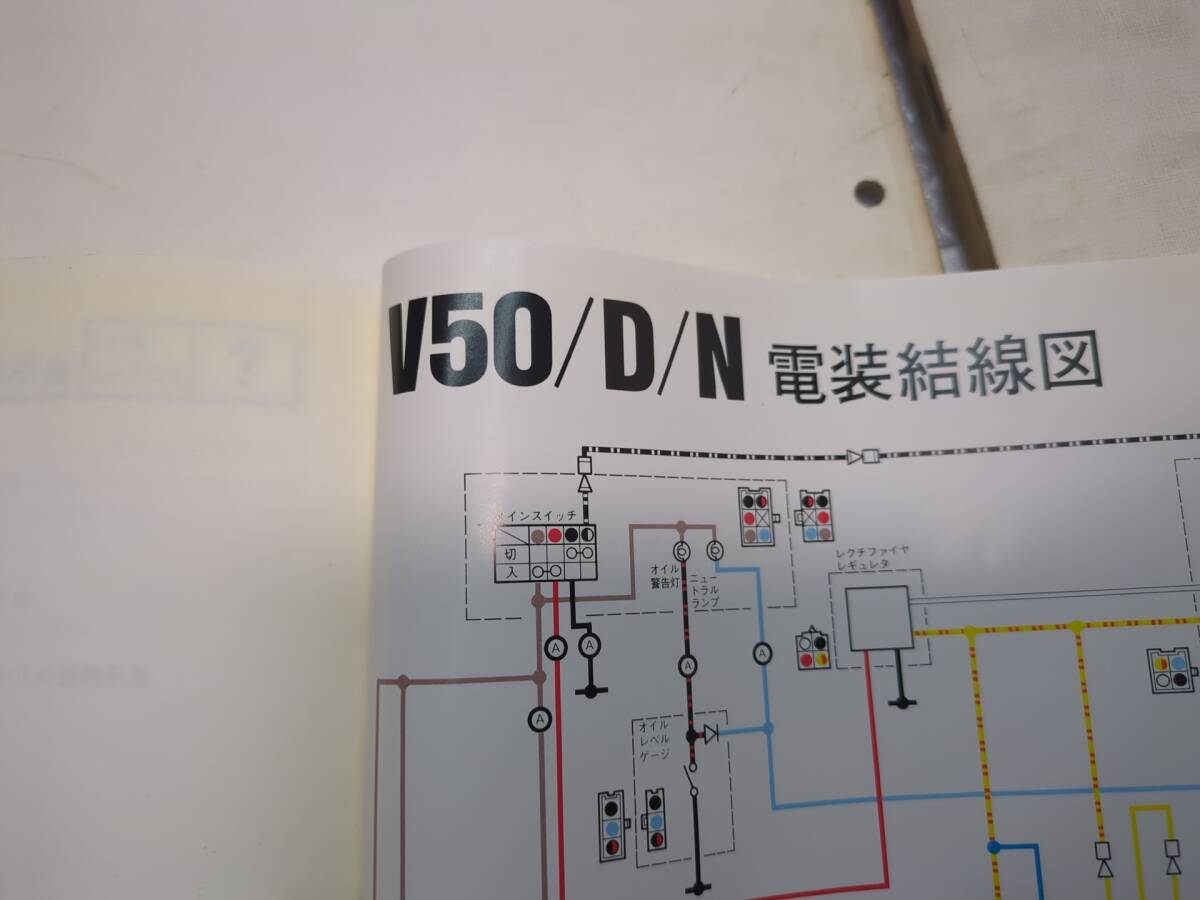 V50/D/N 電装結線図
インスイッチ
切
入
オイル
警告灯
ニュー
トラル
ランプ
レクチファイヤ
レギュレタ
A
A
A
A
A
オイル
レベル
ゲージ
?